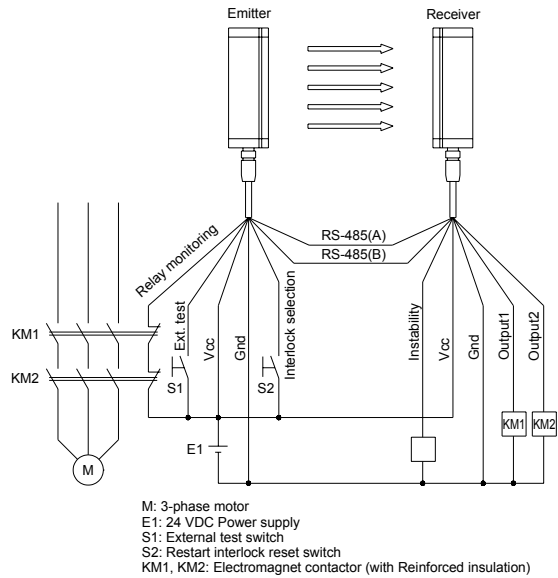 Emitter
Receiver
RS-485(A)
RS-485(B)
Relay monitoring
Ext. test
Vcc
Gnd
Interlock selection
Instability
Vcc
Gnd
Output1
Output2
KM1
KM2
S1
S2
KM1
KM2
E1
M
M: 3-phase motor
E1: 24 VDC Power supply
S1: External test switch
S2: Restart interlock reset switch
KM1, KM2: Electromagnet contactor (with Reinforced insulation)